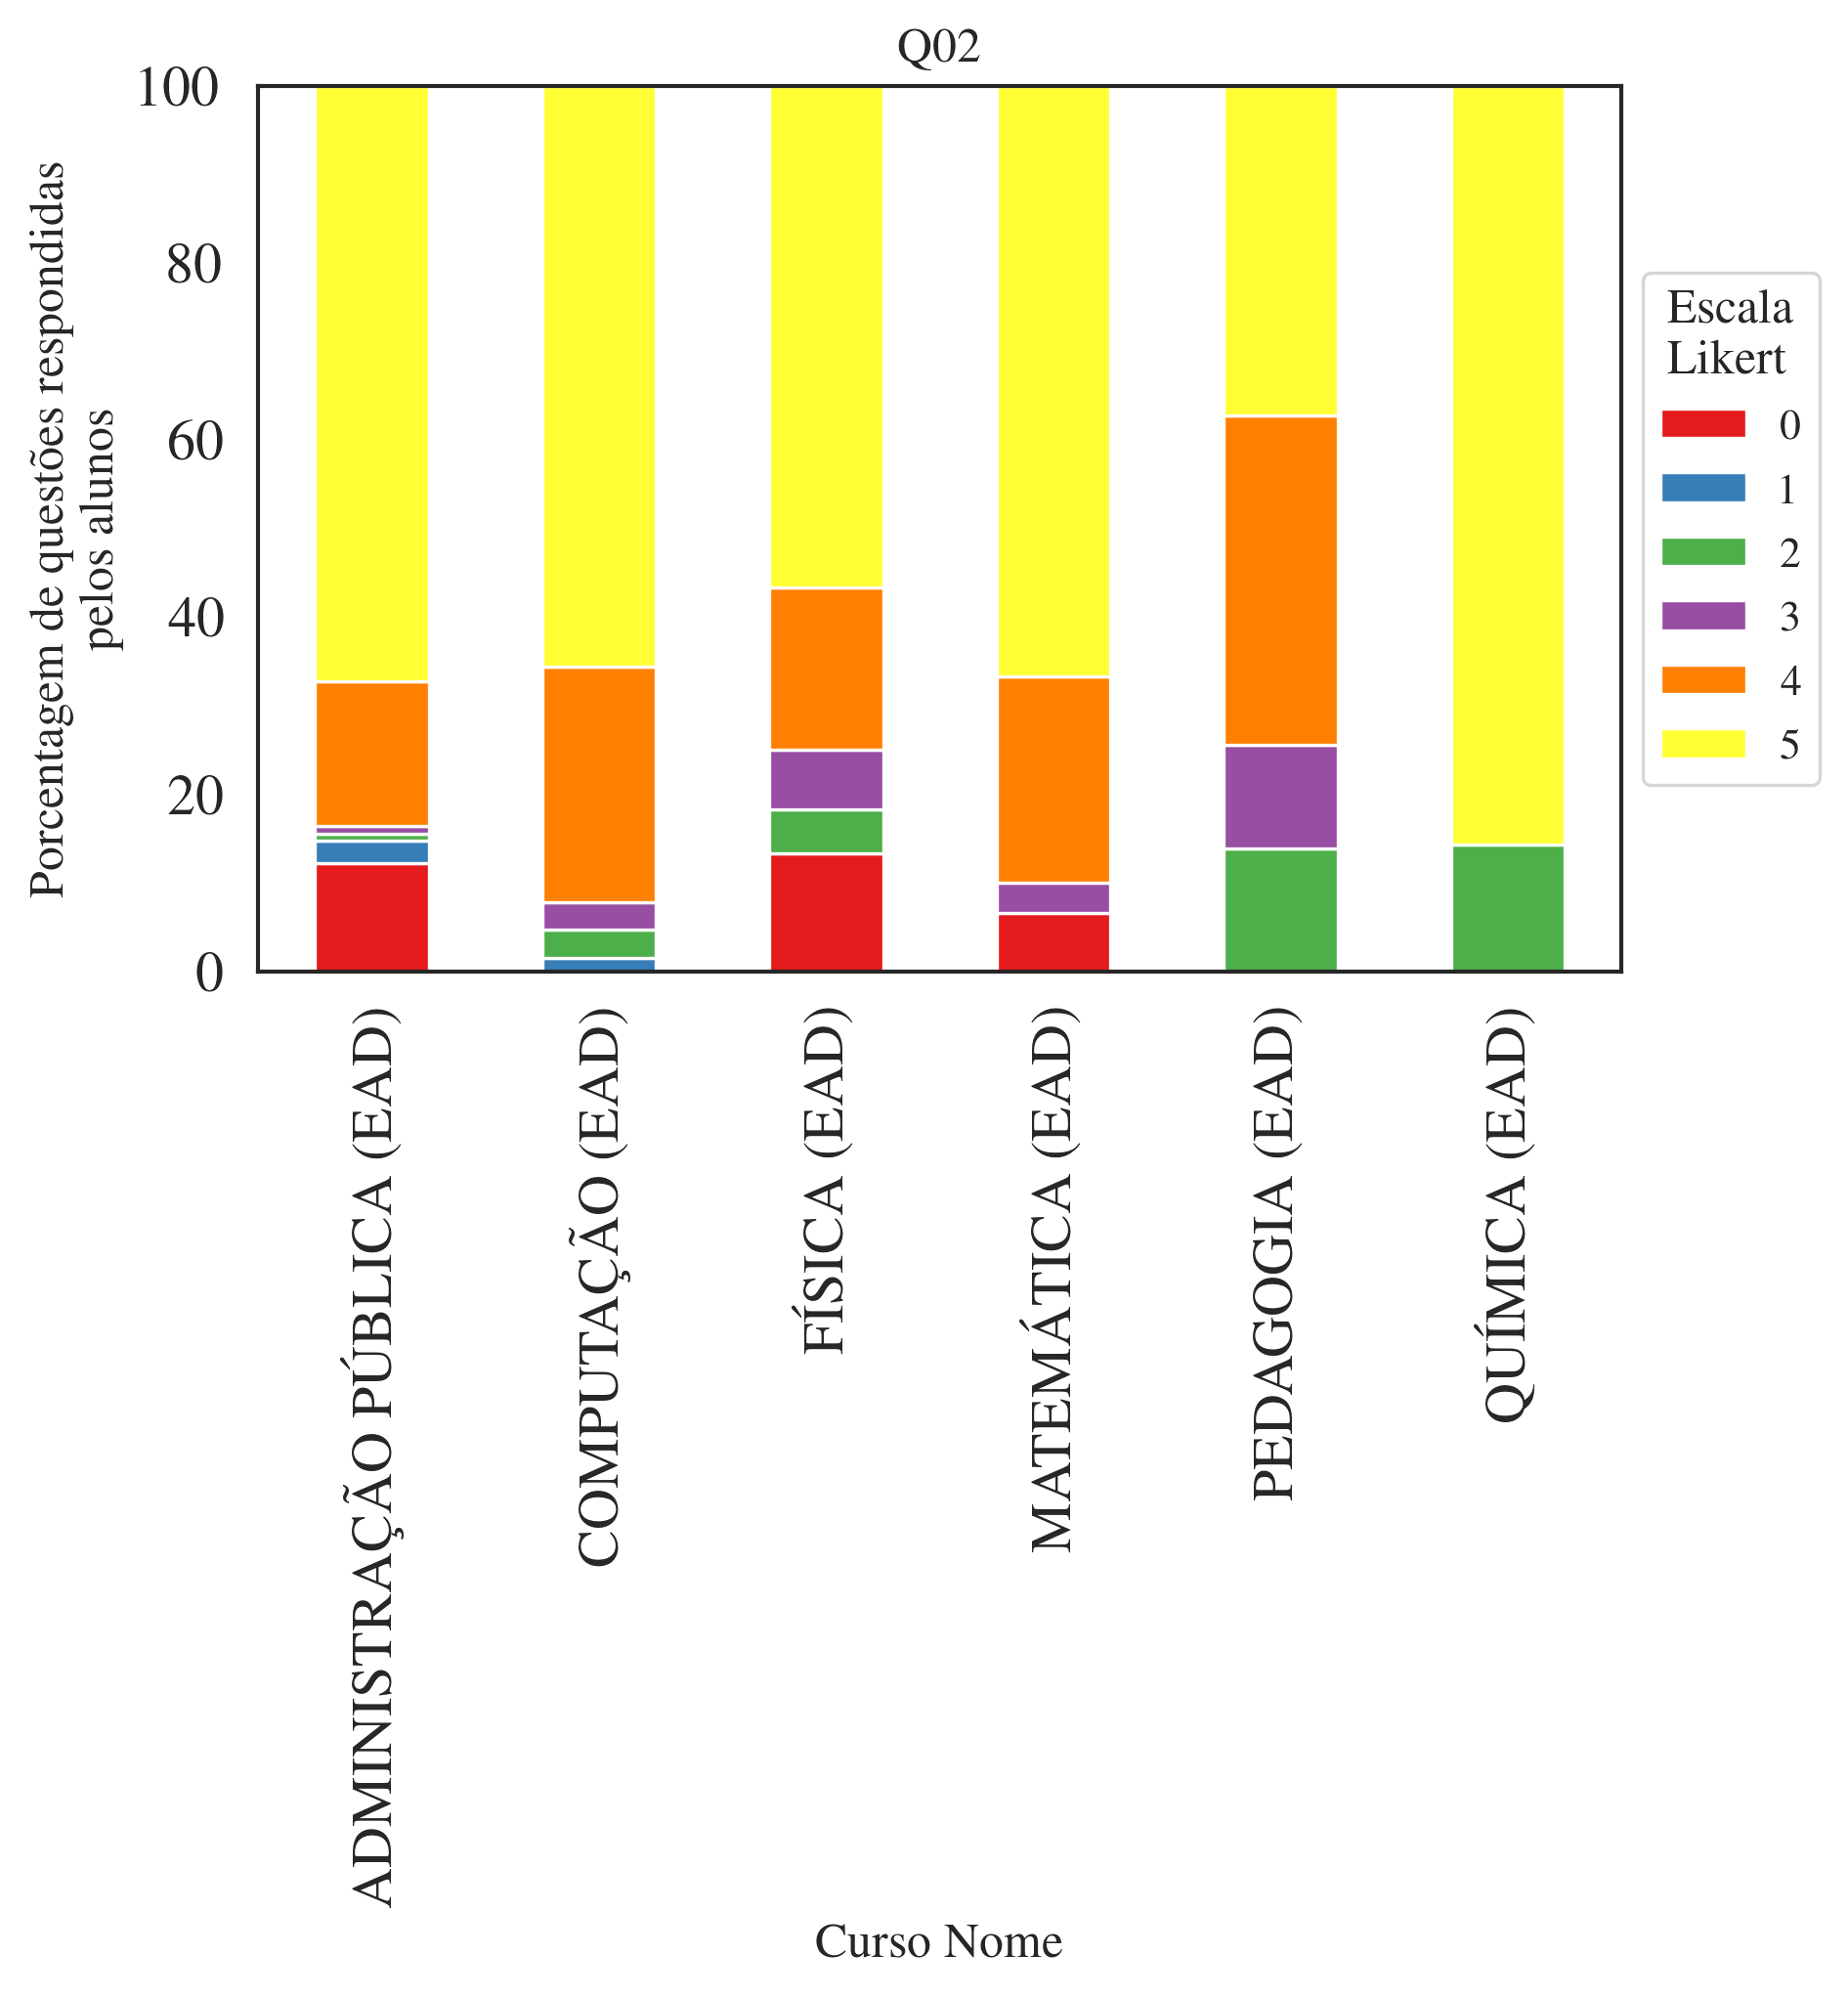 Q02
100
80
60
40
20
0
Porcentagem de questões respondidas
pelos alunos
Escala
Likert
0
1
2
3
4
5
ADMINISTRAÇÃO PÚBLICA (EAD)
COMPUTAÇÃO (EAD)
FÍSICA (EAD)
MATEMÁTICA (EAD)
PEDAGOGIA (EAD)
QUÍMICA (EAD)
Curso Nome